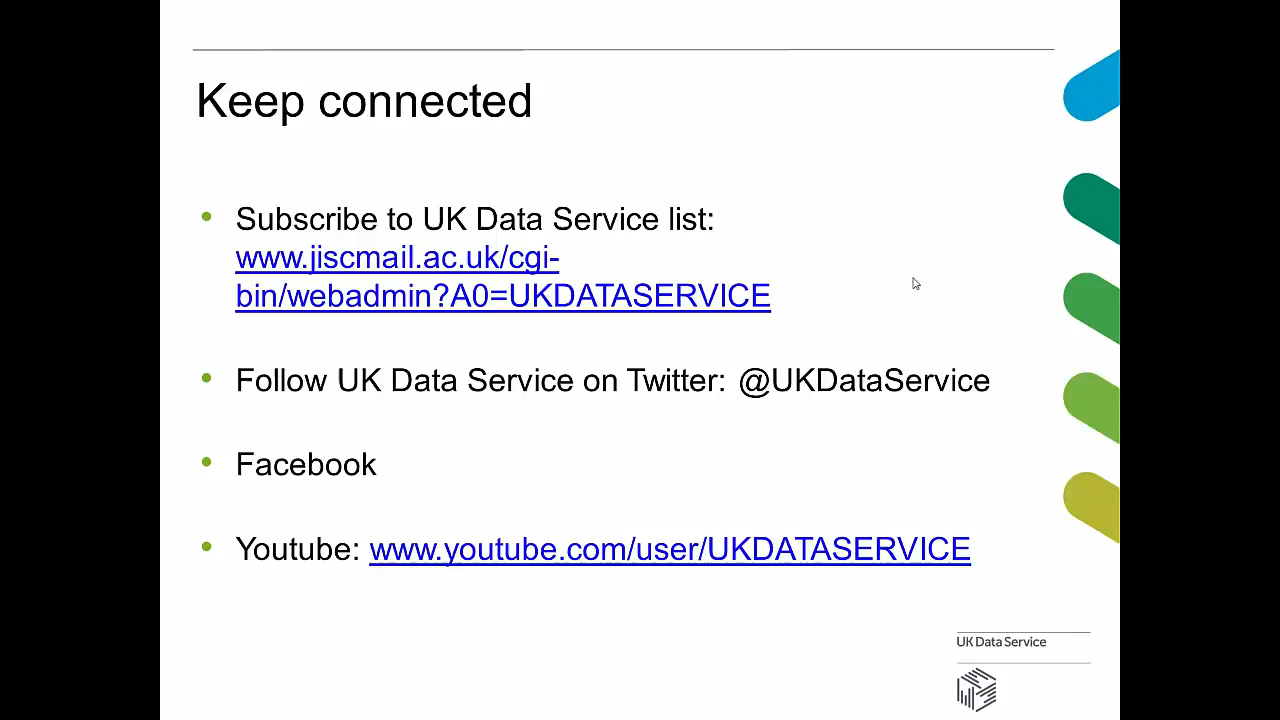 Keep connected
• Subscribe to UK Data Service list:
www.jiscmail.ac.uk/cgi-
bin/webadmin?A0=UKDATASERVICE
• Follow UK Data Service on Twitter: @UKDataService
• Facebook
• Youtube: www.youtube.com/user/UKDATASERVICE
UK Data Service